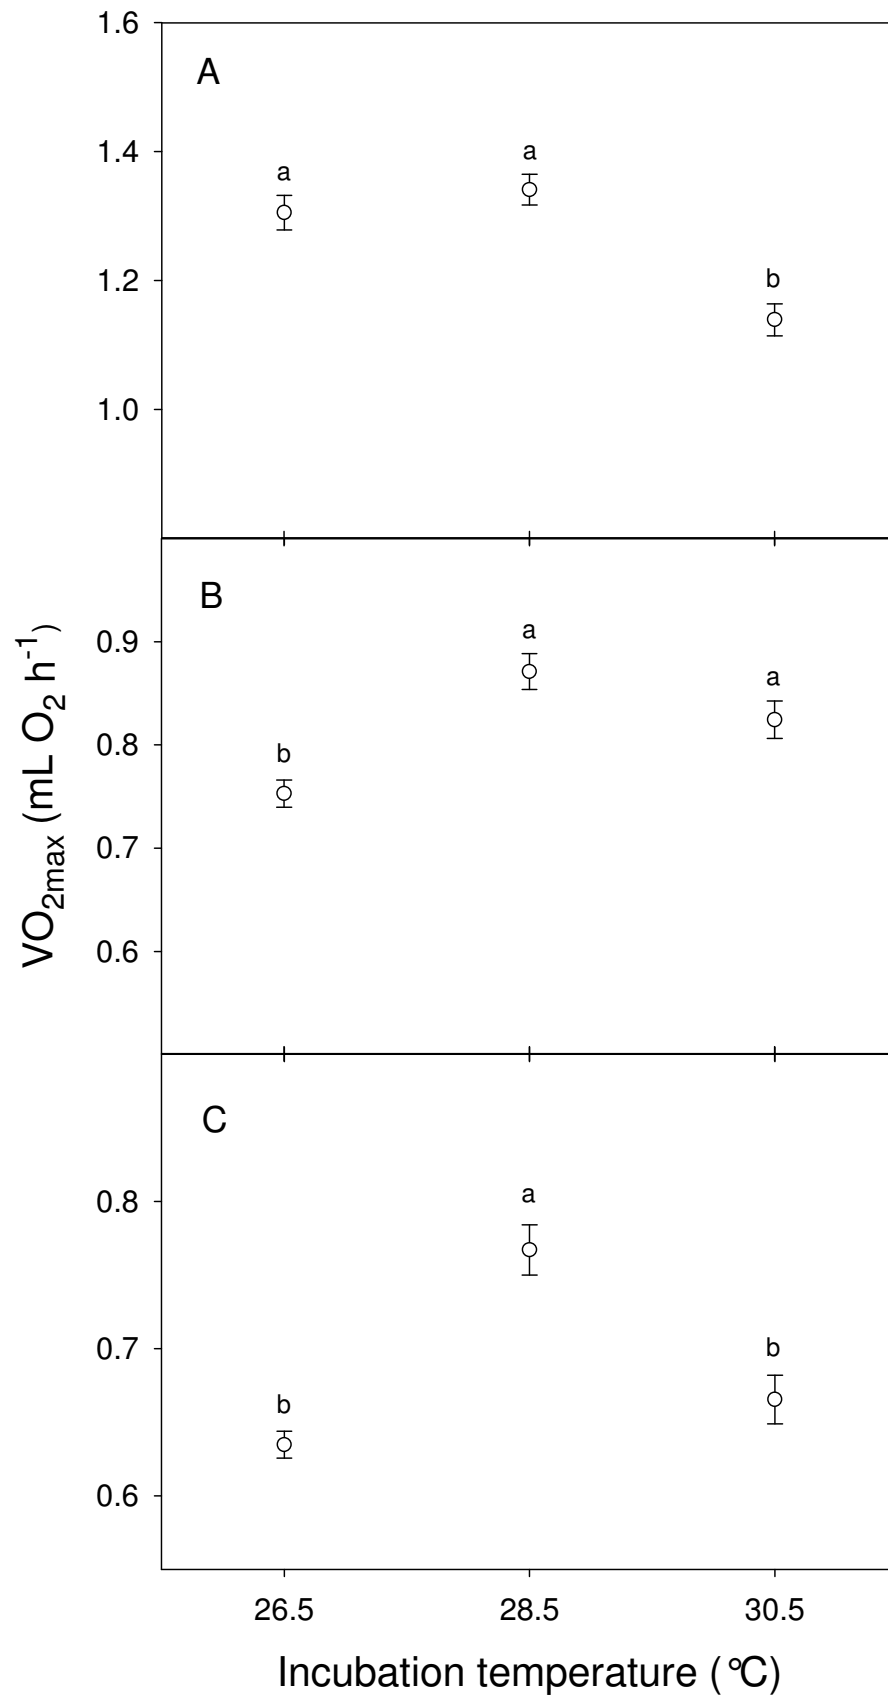 1.6
A
1.4
a
a
1.2
b
1.0
B
0.9
a
a
0.8
b
0.7
0.6
VO2max (mL O2 h-1)
C
0.8
a
0.7
b
b
0.6
26.5 28.5 30.5
Incubation temperature (°C)